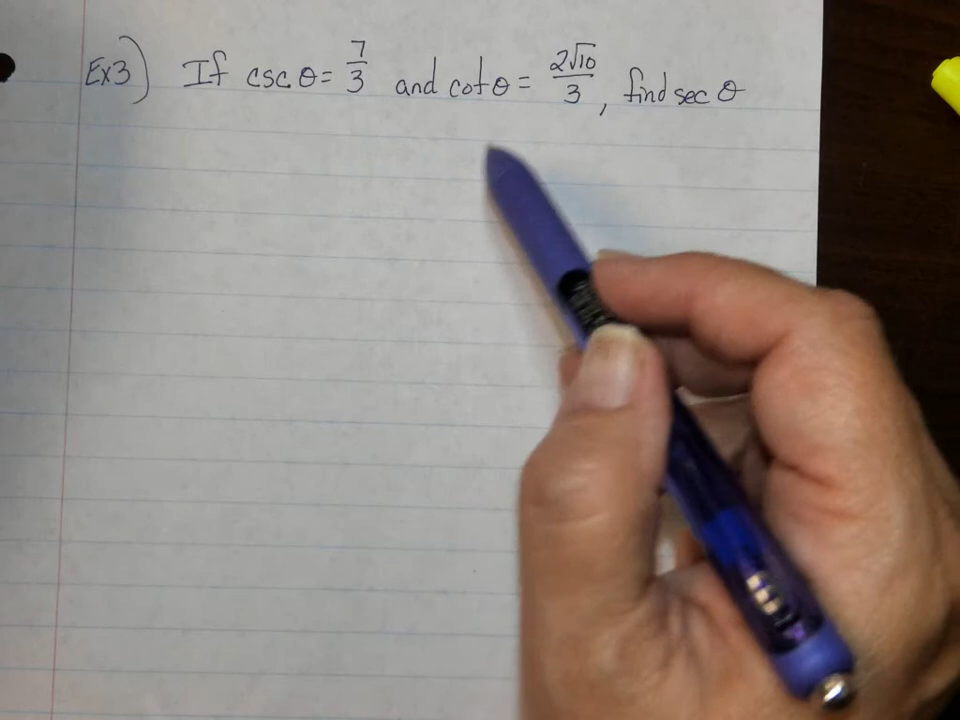 Ex3) If csc θ = 7/3 and cot θ = 2√10/3, find sec θ